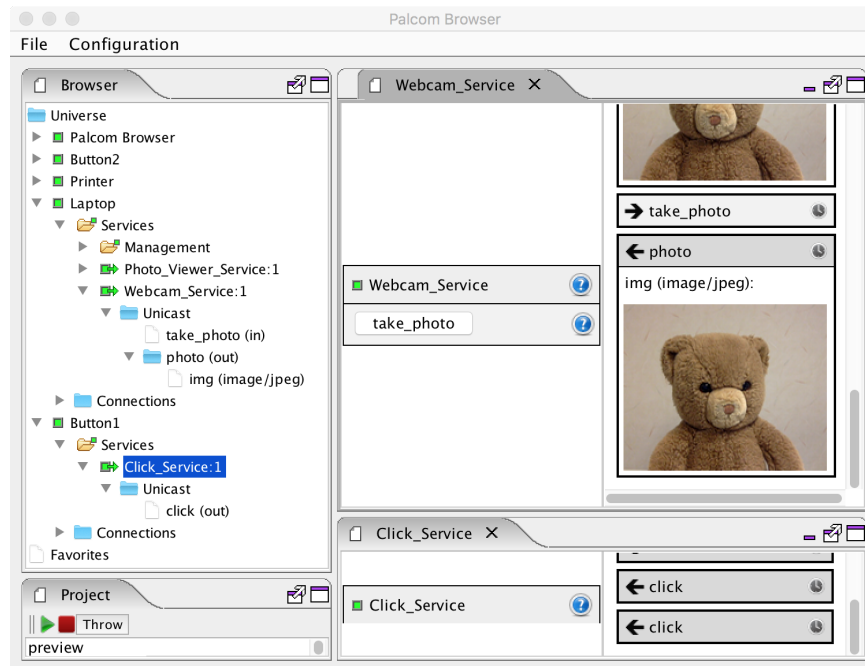 Palcom Browser
File Configuration
Browser
Universe
Palcom Browser
Button2
Printer
Laptop
Services
Management
Photo_Viewer_Service:1
Webcam_Service:1
Unicast
take_photo (in)
photo (out)
img (image/jpeg)
Connections
Button1
Services
Click_Service:1
Unicast
click (out)
Connections
Favorites
Project
Throw
preview
Webcam_Service
Webcam_Service
take_photo
take_photo
photo
img (image/jpeg):
Click_Service
Click_Service
click
click